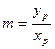 m = y_p / x_p